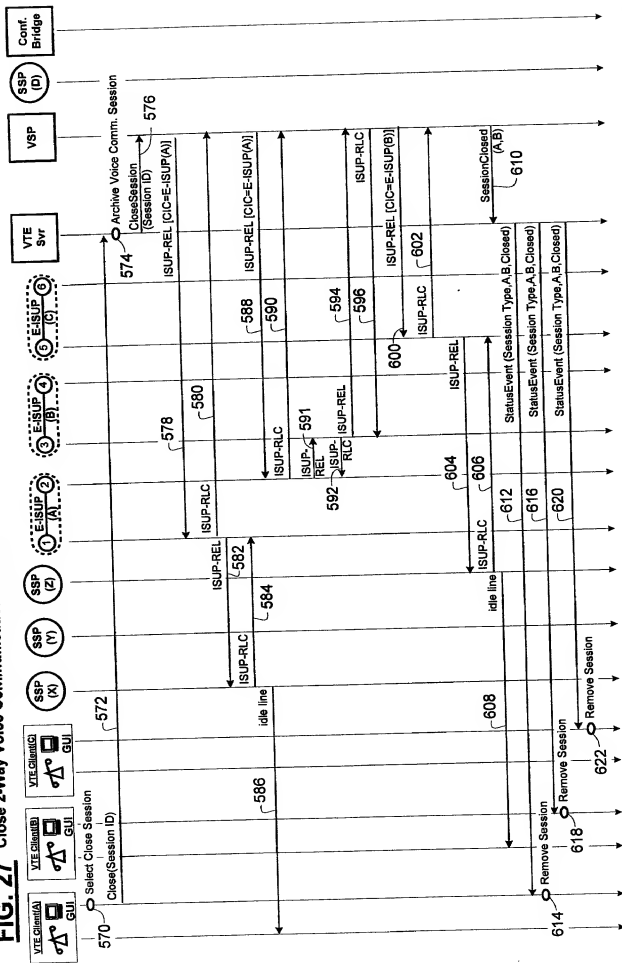 FIG. 27 Close 2-Way Voice
VTE Client(A)
GUI
VTE Client(B)
GUI
VTE Client(C)
GUI
SSP
(X)
SSP
(Y)
SSP
(Z)
1 E-ISUP 2
(A)
3 E-ISUP 4
(B)
5 E-ISUP 6
(C)
VTE
Svr
VSP
SSP
(D)
Conf.
Bridge
570
Select Close Session
Close(Session ID)
572
574
Archive Voice Comm. Session
CloseSession
(Session ID)
576
ISUP-REL [CIC=E-ISUP(A)]
578
ISUP-RLC
580
ISUP-REL
582
ISUP-RLC
584
idle line
586
ISUP-REL [CIC=E-ISUP(A)]
588
ISUP-RLC
590
ISUP-
REL
591
ISUP-
RLC
592
ISUP-REL
594
ISUP-RLC
596
ISUP-REL [CIC=E-ISUP(B)]
600
ISUP-RLC
602
ISUP-REL
604
ISUP-RLC
606
idle line
608
SessionClosed
(A,B)
610
StatusEvent (Sesssion Type,A,B,Closed)
612
614
Remove Session
StatusEvent (Session Type,A,B,Closed)
616
618
Remove Session
StatusEvent (Session Type,A,B,Closed)
620
622
Remove Session